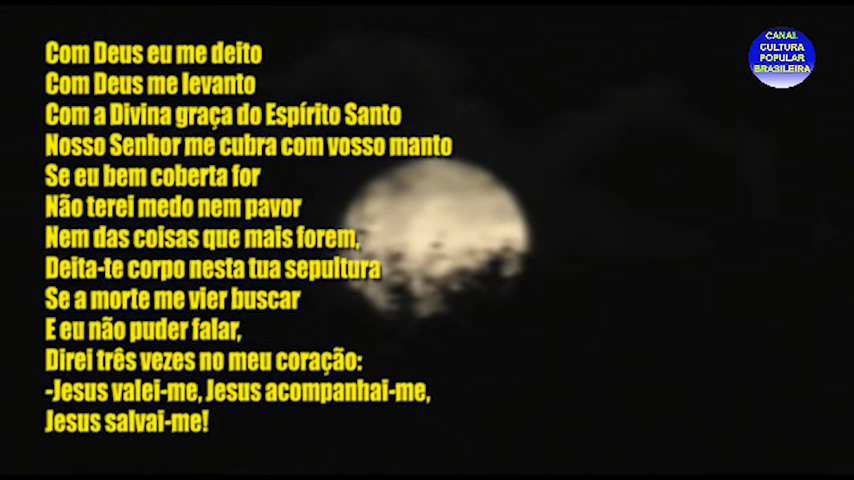 Com Deus eu me deito
Com Deus me levanto
Com a Divina graça do Espírito Santo
Nosso Senhor me cubra com vosso manto
Se eu bem coberta for
Não terei medo nem pavor
Nem das coisas que mais forem,
Deita-te corpo nesta tua sepultura
Se a morte me vier buscar
E eu não puder falar,
Direi três vezes no meu coração:
-Jesus valei-me, Jesus acompanhai-me,
Jesus salvai-me!
CANAL
CULTURA
POPULAR
BRASILEIRA